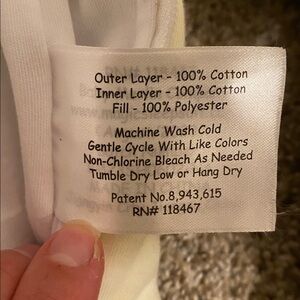 Outer Layer - 100% Cotton
Inner Layer - 100% Cotton
Fill - 100% Polyester
Machine Wash Cold
Gentle Cycle With Like Colors
Non-Chlorine Bleach As Needed
Tumble Dry Low or Hang Dry
Patent No.8,943,615
RN# 118467